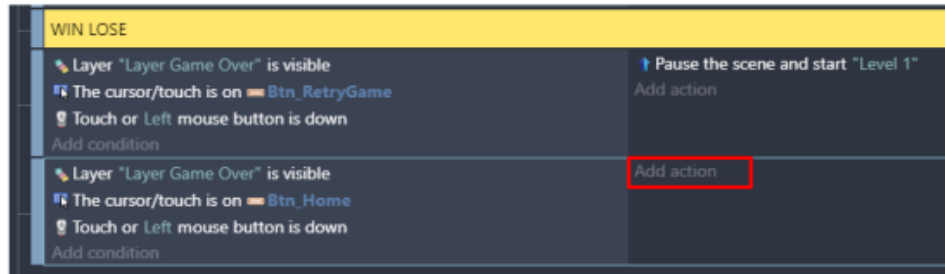 WIN LOSE
Layer "Layer Game Over" is visible
Pause the scene and start "Level 1"
The cursor/touch is on Btn_RetryGame
Add action
Touch or Left mouse button is down
Add condition
Layer "Layer Game Over" is visible
Add action
The cursor/touch is on Btn_Home
Touch or Left mouse button is down
Add condition